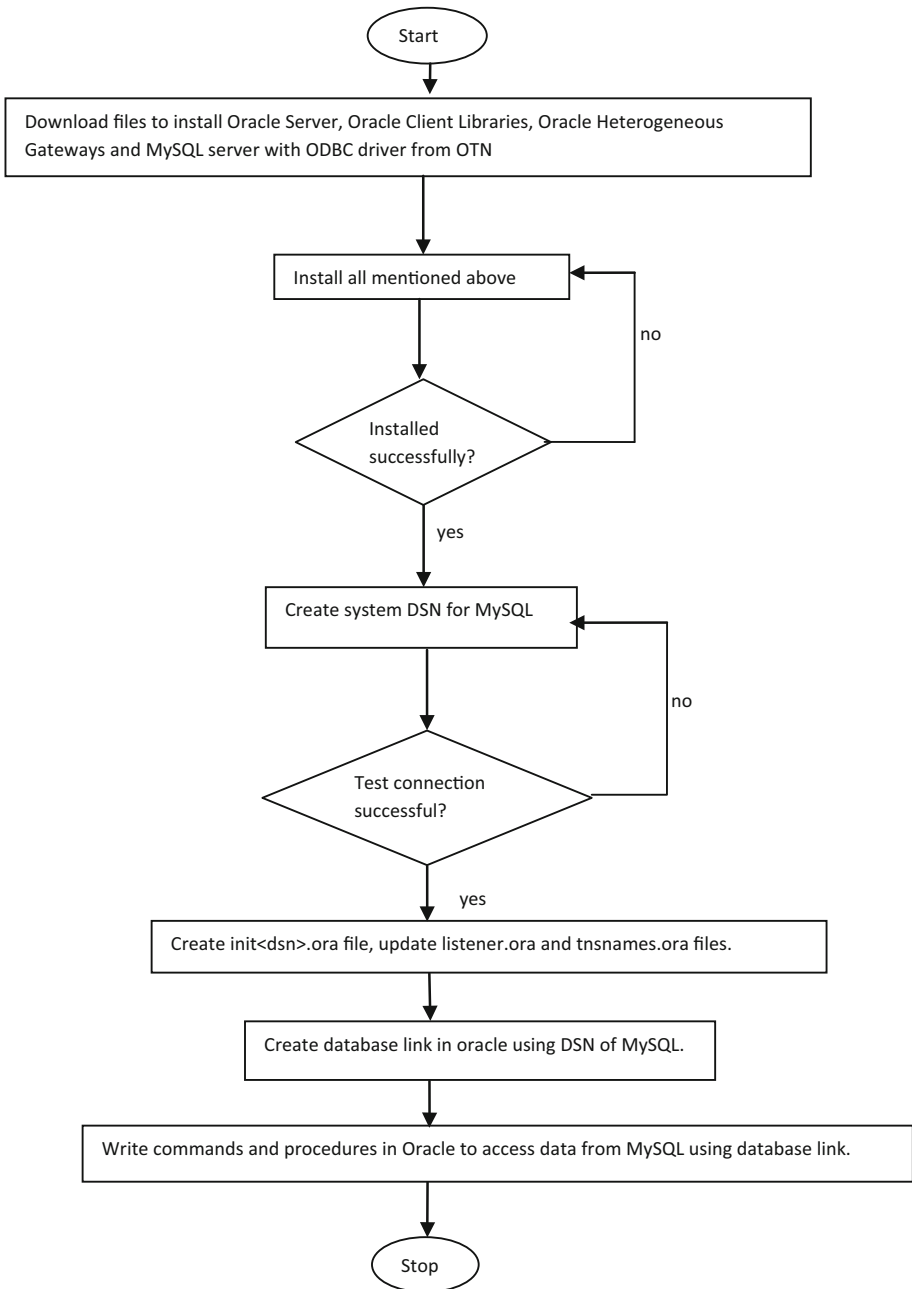 Start
Download files to install Oracle Server, Oracle Client Libraries, Oracle Heterogeneous
Gateways and MySQL server with ODBC driver from OTN
Install all mentioned above
no
Installed
successfully?
yes
Create system DSN for MySQL
no
Test connection
successful?
yes
Create init<dsn>.ora file, update listener.ora and tnsnames.ora files.
Create database link in oracle using DSN of MySQL.
Write commands and procedures in Oracle to access data from MySQL using database link.
Stop